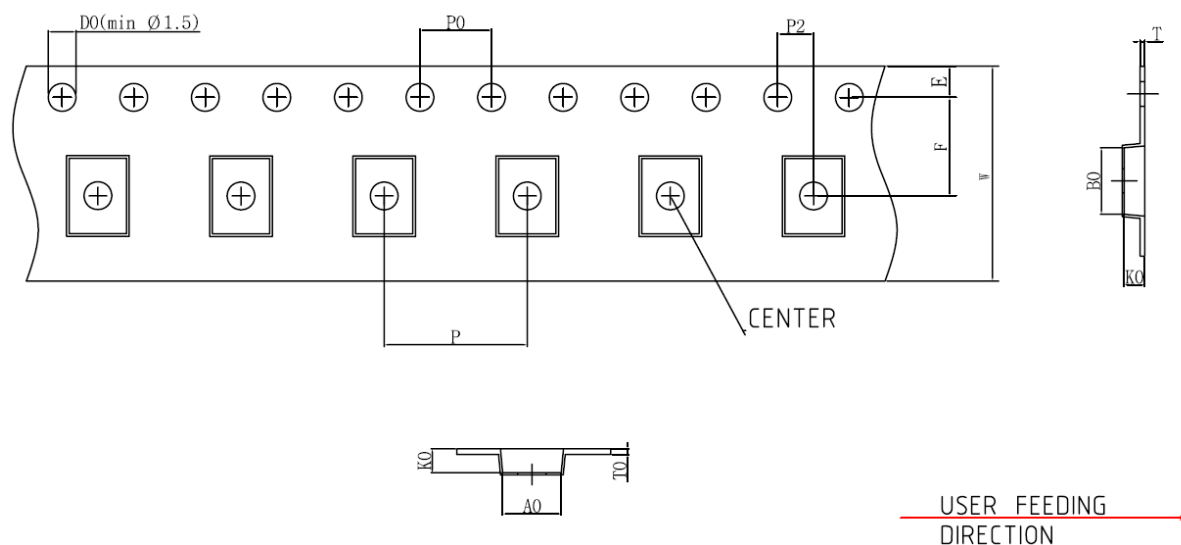 D0(min Ø1.5)
P0
P2
T
E
F
W
B0
K0
CENTER
P
K0
T0
A0
USER FEEDING
DIRECTION